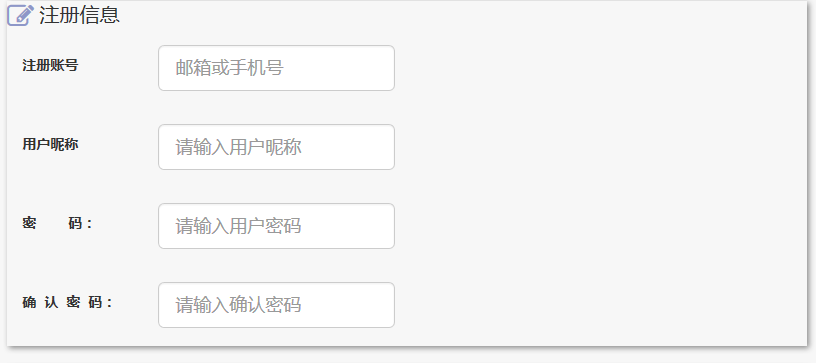 注册信息
注册账号 邮箱或手机号
用户昵称 请输入用户昵称
密 码： 请输入用户密码
确 认 密 码： 请输入确认密码